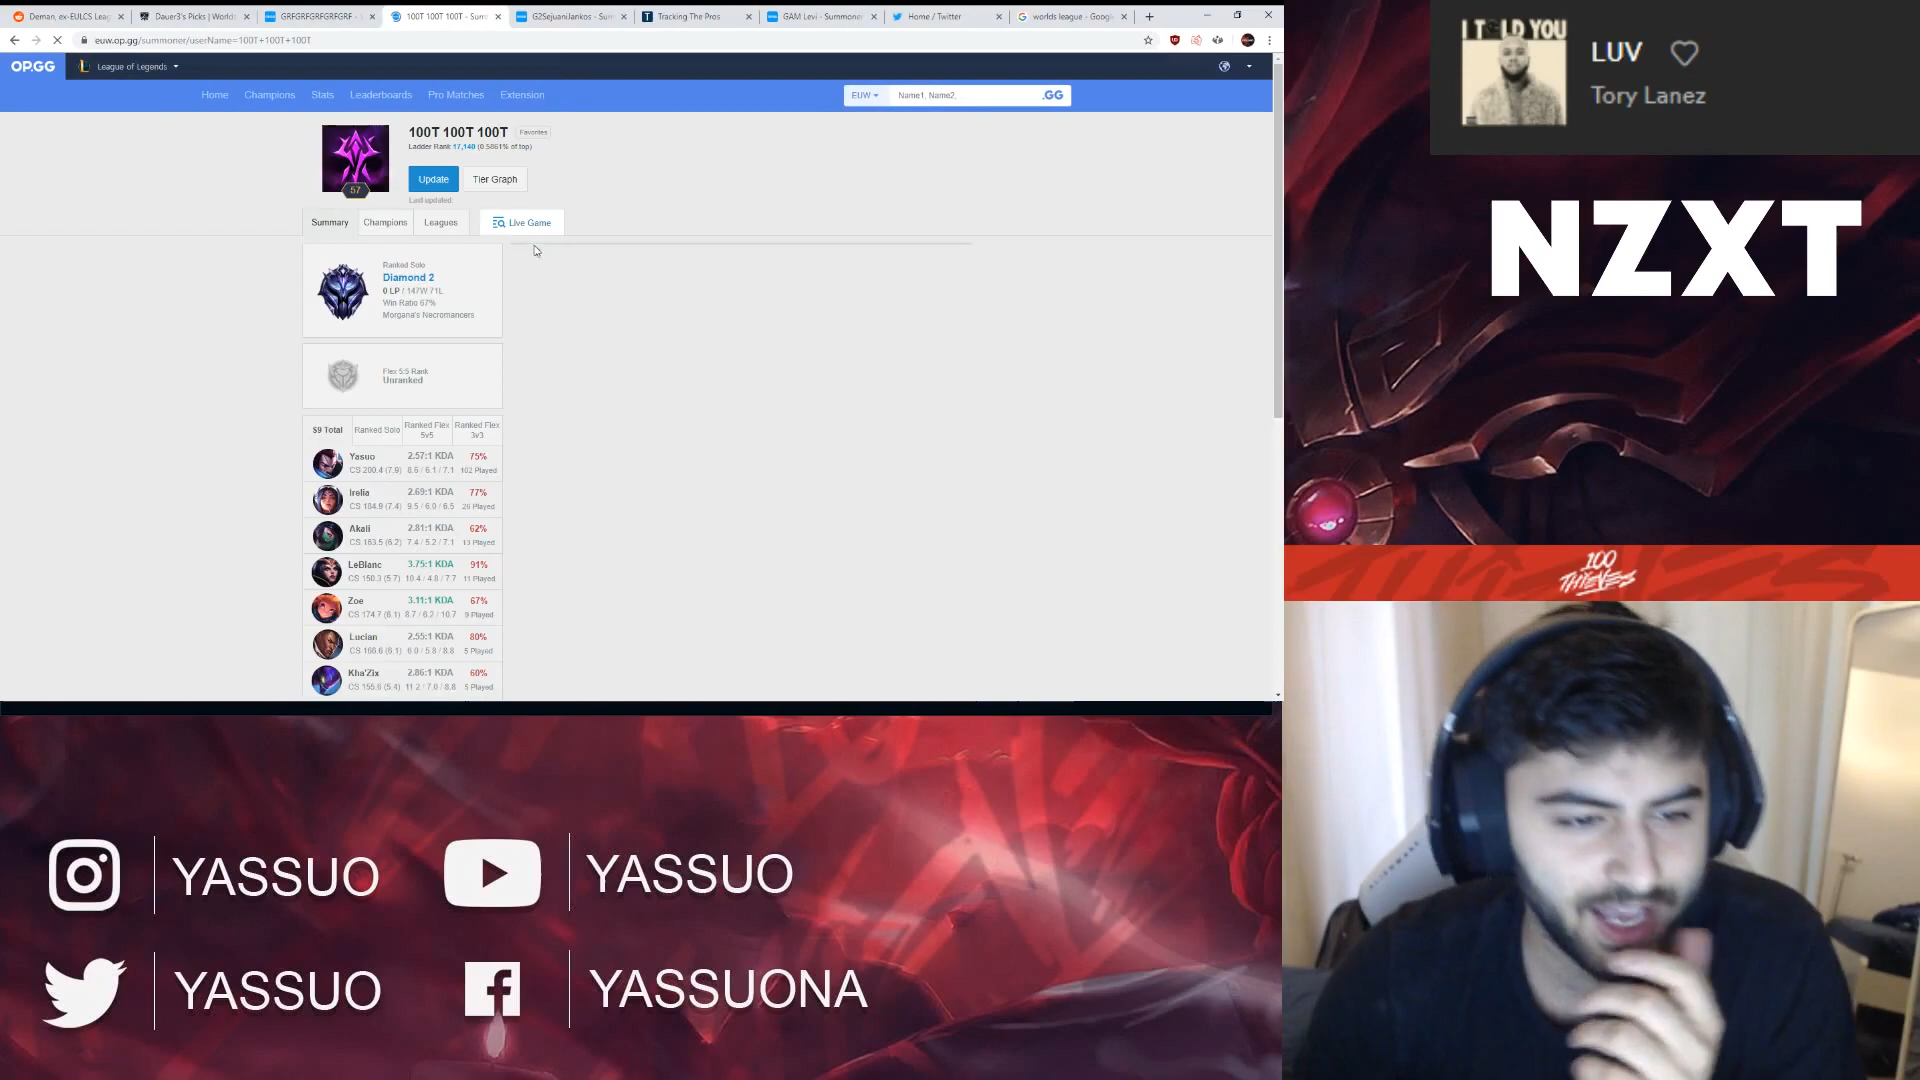 Deman, ex-EULCS Leag
Dauer3's Picks | World
GRFGRFGRFGRFGRF - S
100T 100T 100T - Sum
G2SejuaniJankos - Sum
Tracking The Pros
GAM Levi - Summoner
Home / Twitter
worlds league - Googl
euw.op.gg/summoner/userName=100T+100T+100T
OP.GG
League of Legends
Home
Champions
Stats
Leaderboards
Pro Matches
Extension
EUW
Name1, Name2,
.GG
57
100T 100T 100T
Favorites
Ladder Rank 17,140 (0.5861% of top)
Update
Tier Graph
Last updated:
Summary
Champions
Leagues
Live Game
Ranked Solo
Diamond 2
0 LP / 147W 71L
Win Ratio 67%
Morgana's Necromancers
Flex 5:5 Rank
Unranked
S9 Total
Ranked Solo
Ranked Flex 5v5
Ranked Flex 3v3
Yasuo 2.57:1 KDA 75%
CS 200.4 (7.9) 8.6 / 6.1 / 7.1 102 Played
Irelia 2.69:1 KDA 77%
CS 184.9 (7.4) 9.5 / 6.0 / 6.5 26 Played
Akali 2.81:1 KDA 62%
CS 163.5 (6.2) 7.4 / 5.2 / 7.1 13 Played
LeBlanc 3.75:1 KDA 91%
CS 150.3 (5.7) 10.4 / 4.8 / 7.7 11 Played
Zoe 3.11:1 KDA 67%
CS 174.7 (6.1) 8.7 / 6.2 / 10.7 9 Played
Lucian 2.55:1 KDA 80%
CS 166.6 (6.1) 6.0 / 5.8 / 8.8 5 Played
Kha'Zix 2.86:1 KDA 60%
CS 155.6 (5.4) 11.2 / 7.0 / 8.8 5 Played
I TOLD YOU
LUV
Tory Lanez
NZXT
100
THIEVES
YASSUO
YASSUO
YASSUO
YASSUONA
ALIENWARE